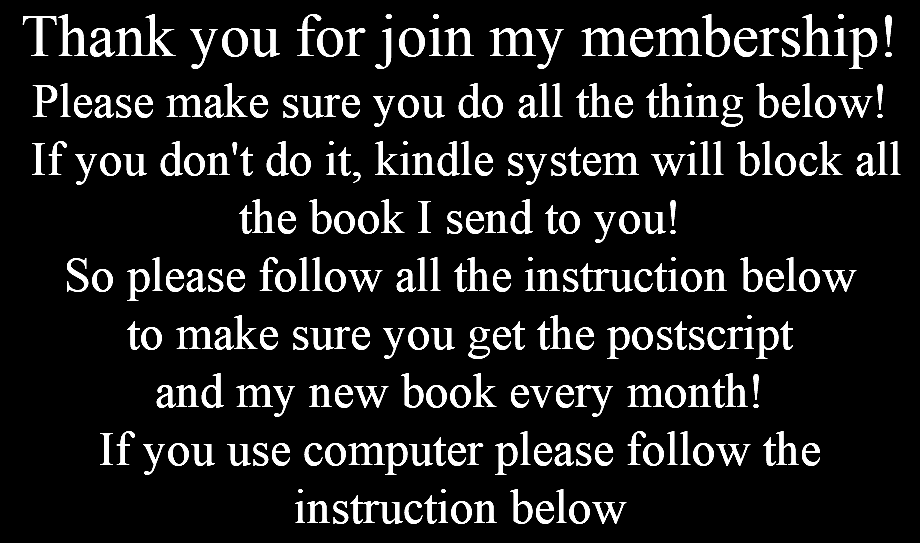 Thank you for join my membership!
Please make sure you do all the thing below!
If you don't do it, kindle system will block all
the book I send to you!
So please follow all the instruction below
to make sure you get the postscript
and my new book every month!
If you use computer please follow the
instruction below